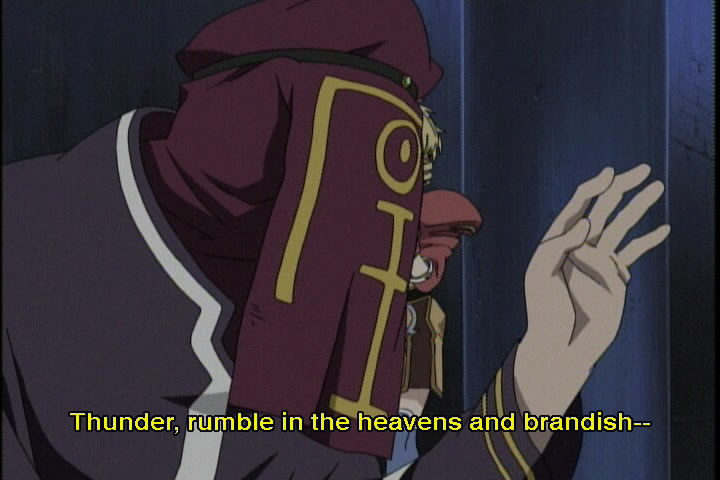 Thunder, rumble in the heavens and brandish--